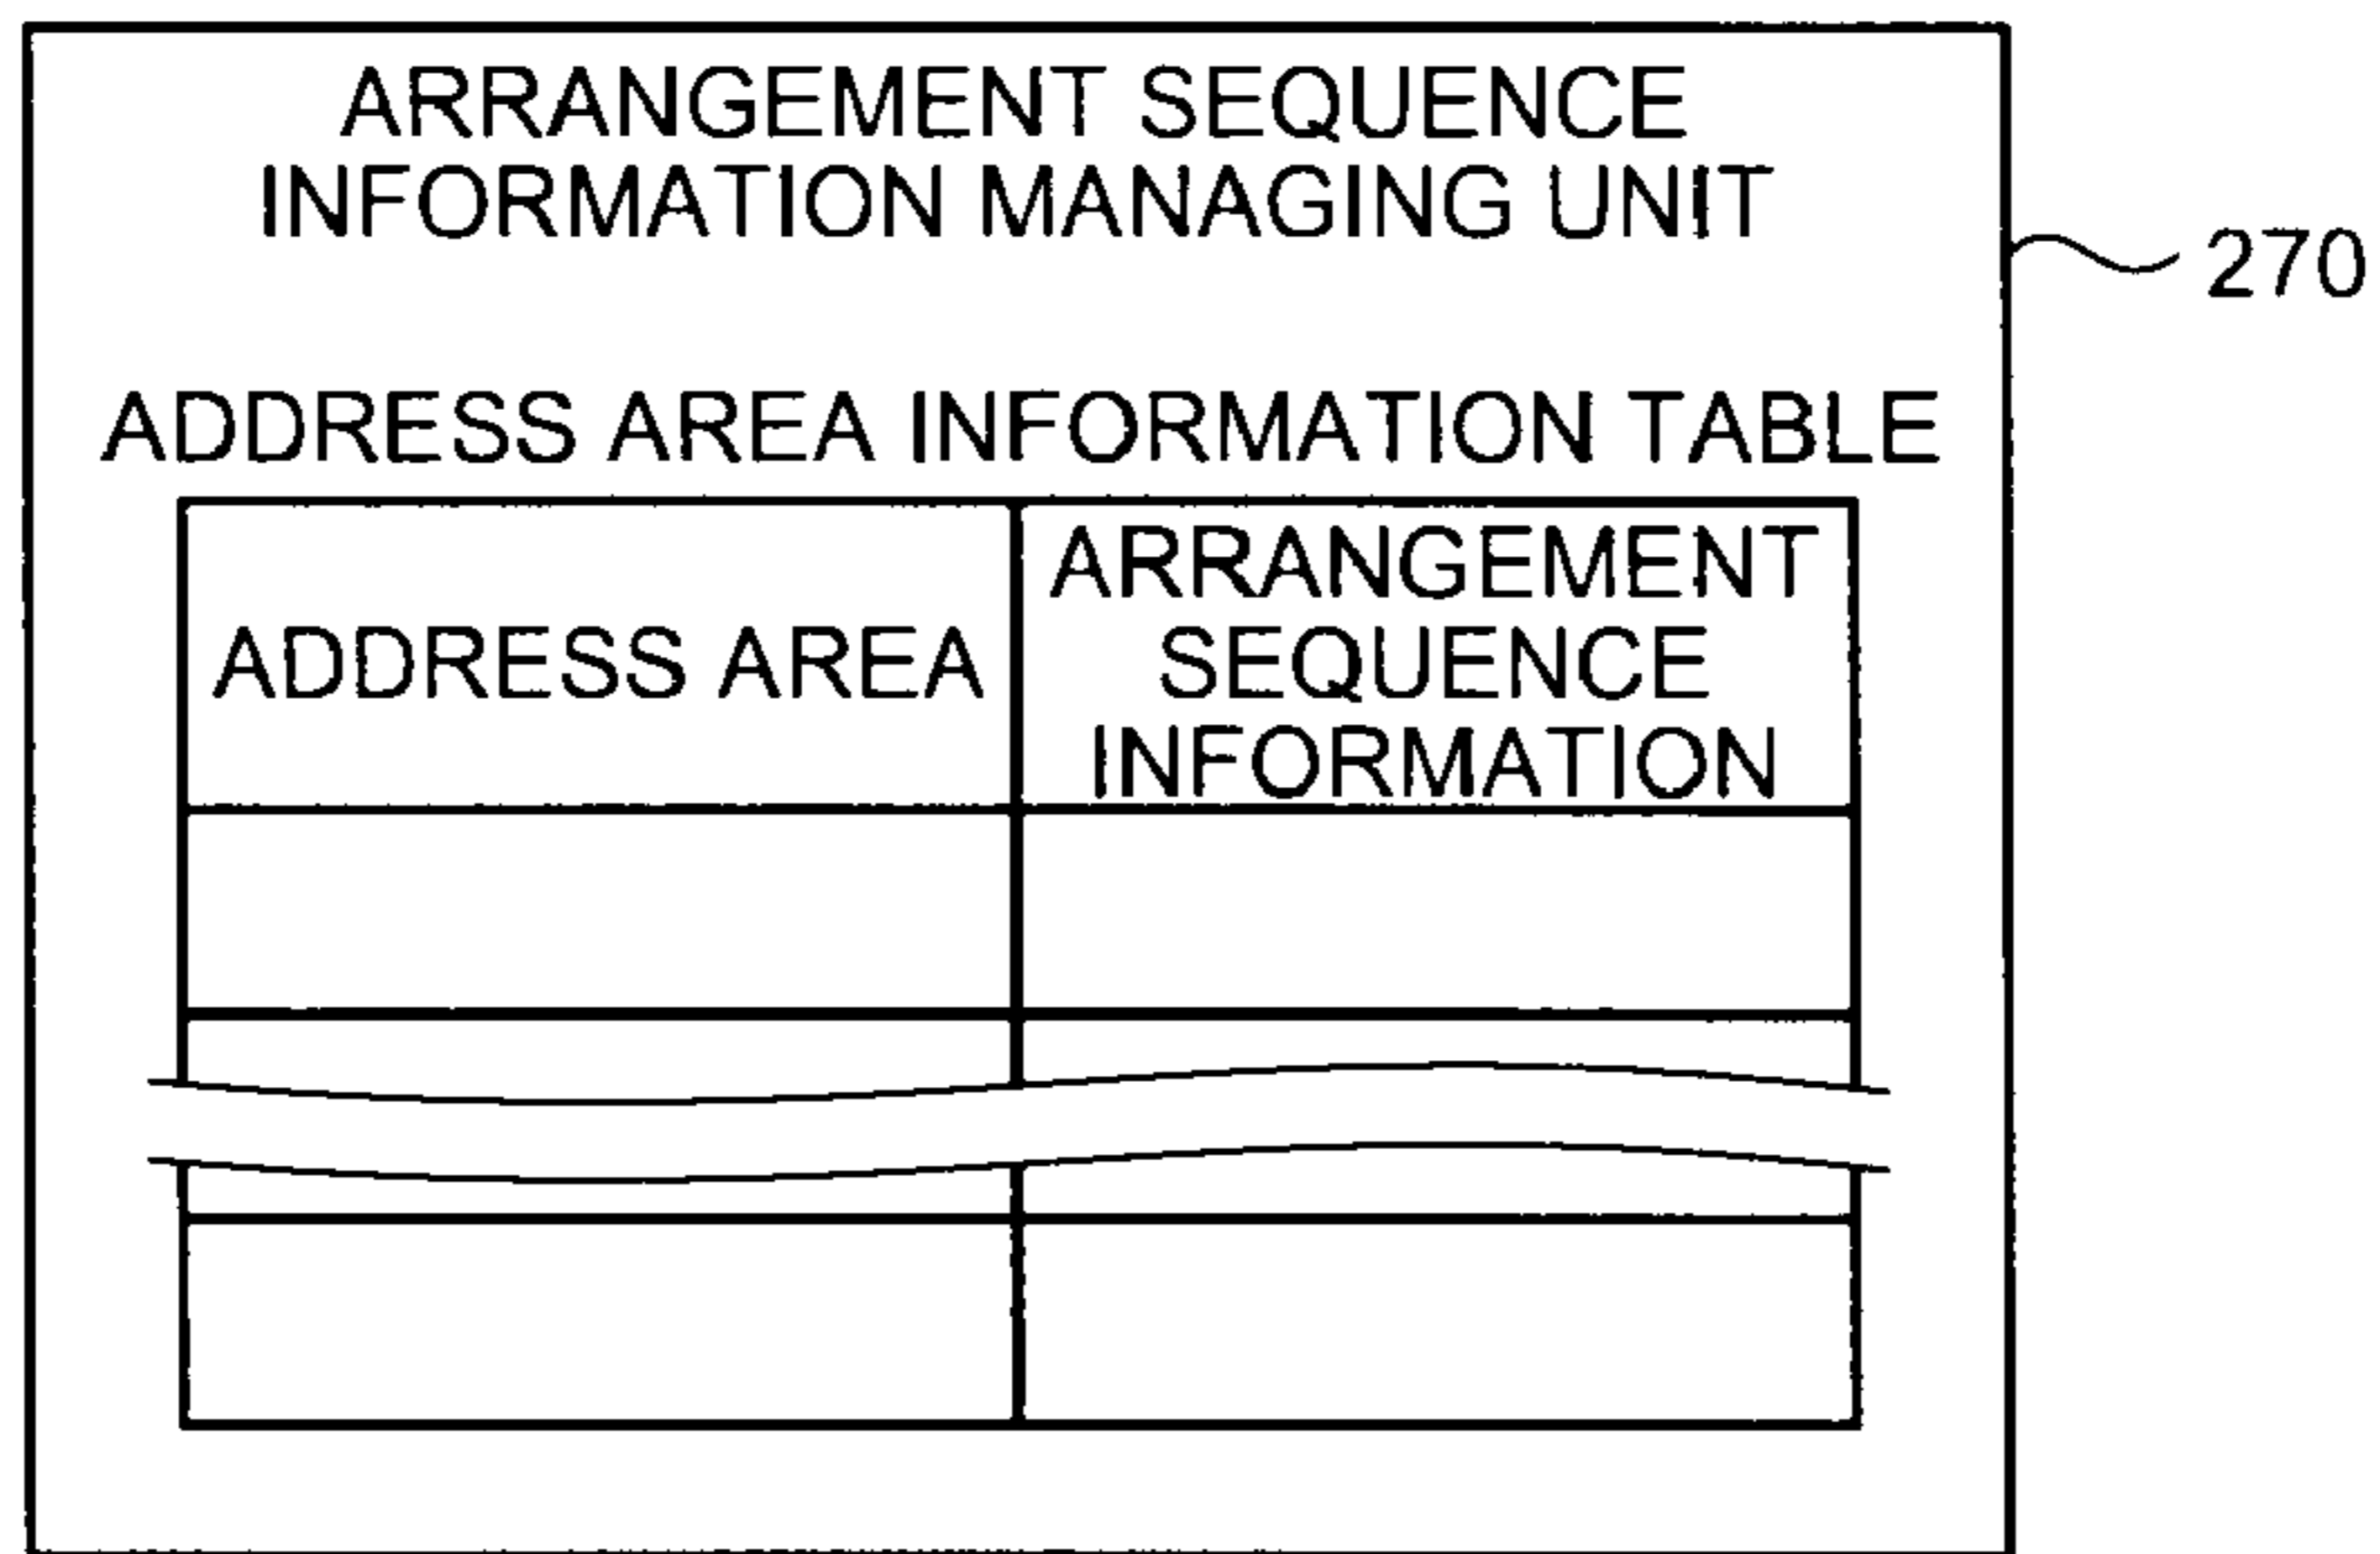 ARRANGEMENT SEQUENCE
INFORMATION MANAGING UNIT
270
ADDRESS AREA INFORMATION TABLE
ADDRESS AREA
ARRANGEMENT
SEQUENCE
INFORMATION